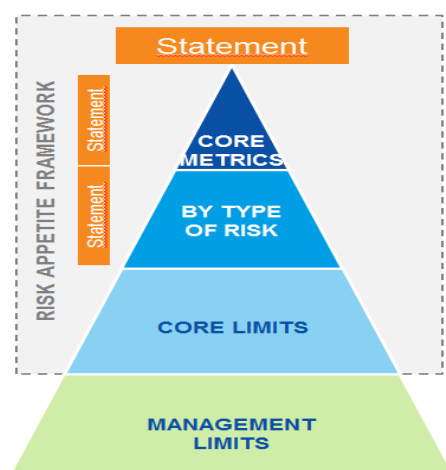 Statement
RISK APPETITE FRAMEWORK
Statement
Statement
CORE
METRICS
BY TYPE
OF RISK
CORE LIMITS
MANAGEMENT
LIMITS